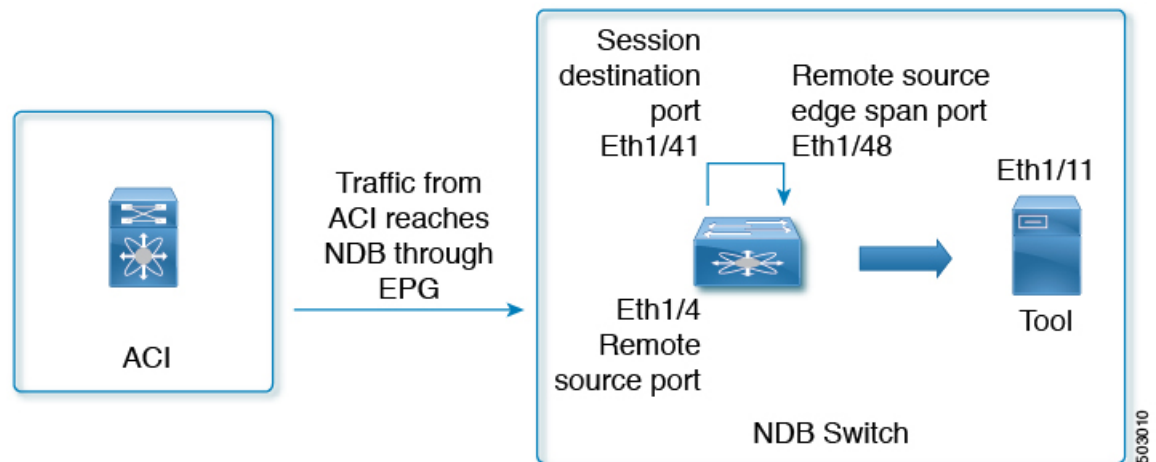 ACI
Traffic from
ACI reaches
NDB through
EPG
Session
destination
port
Eth1/41
Remote source
edge span port
Eth1/48
Eth1/11
Tool
Eth1/4
Remote
source port
NDB Switch
503010